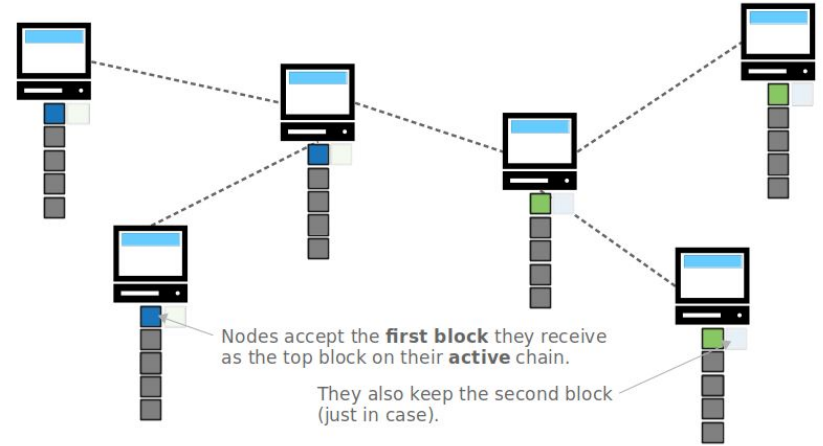 Nodes accept the first block they receive
as the top block on their active chain.
They also keep the second block
(just in case).